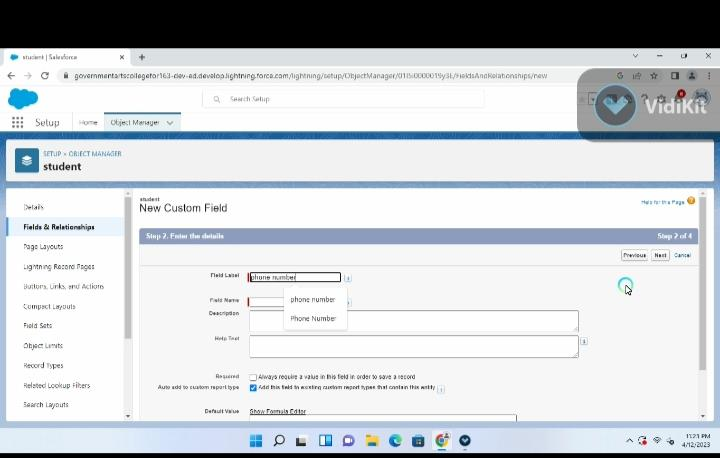 student | Salesforce
governmentartscollegefor163-dev-ed.develop.lightning.force.com/lightning/setup/ObjectManager/
/FieldsAndRelationships/new
Search Setup
VidiKit
Setup
Home
Object Manager
SETUP > OBJECT MANAGER
student
Details
Fields & Relationships
Page Layouts
Lightning Record Pages
Buttons, Links, and Actions
Compact Layouts
Field Sets
Object Limits
Record Types
Related Lookup Filters
Search Layouts
student
New Custom Field
Help for this Page
Step 2. Enter the details
Step 2 of 4
Previous
Next
Cancel
Field Label
phone number
phone number
Phone Number
Field Name
Description
Help Text
Required
Always require a value in this field in order to save a record
Auto add to custom report type
Add this field to existing custom report types that contain this entity
Default Value
Show Formula Editor
11:23 PM
4/12/2023